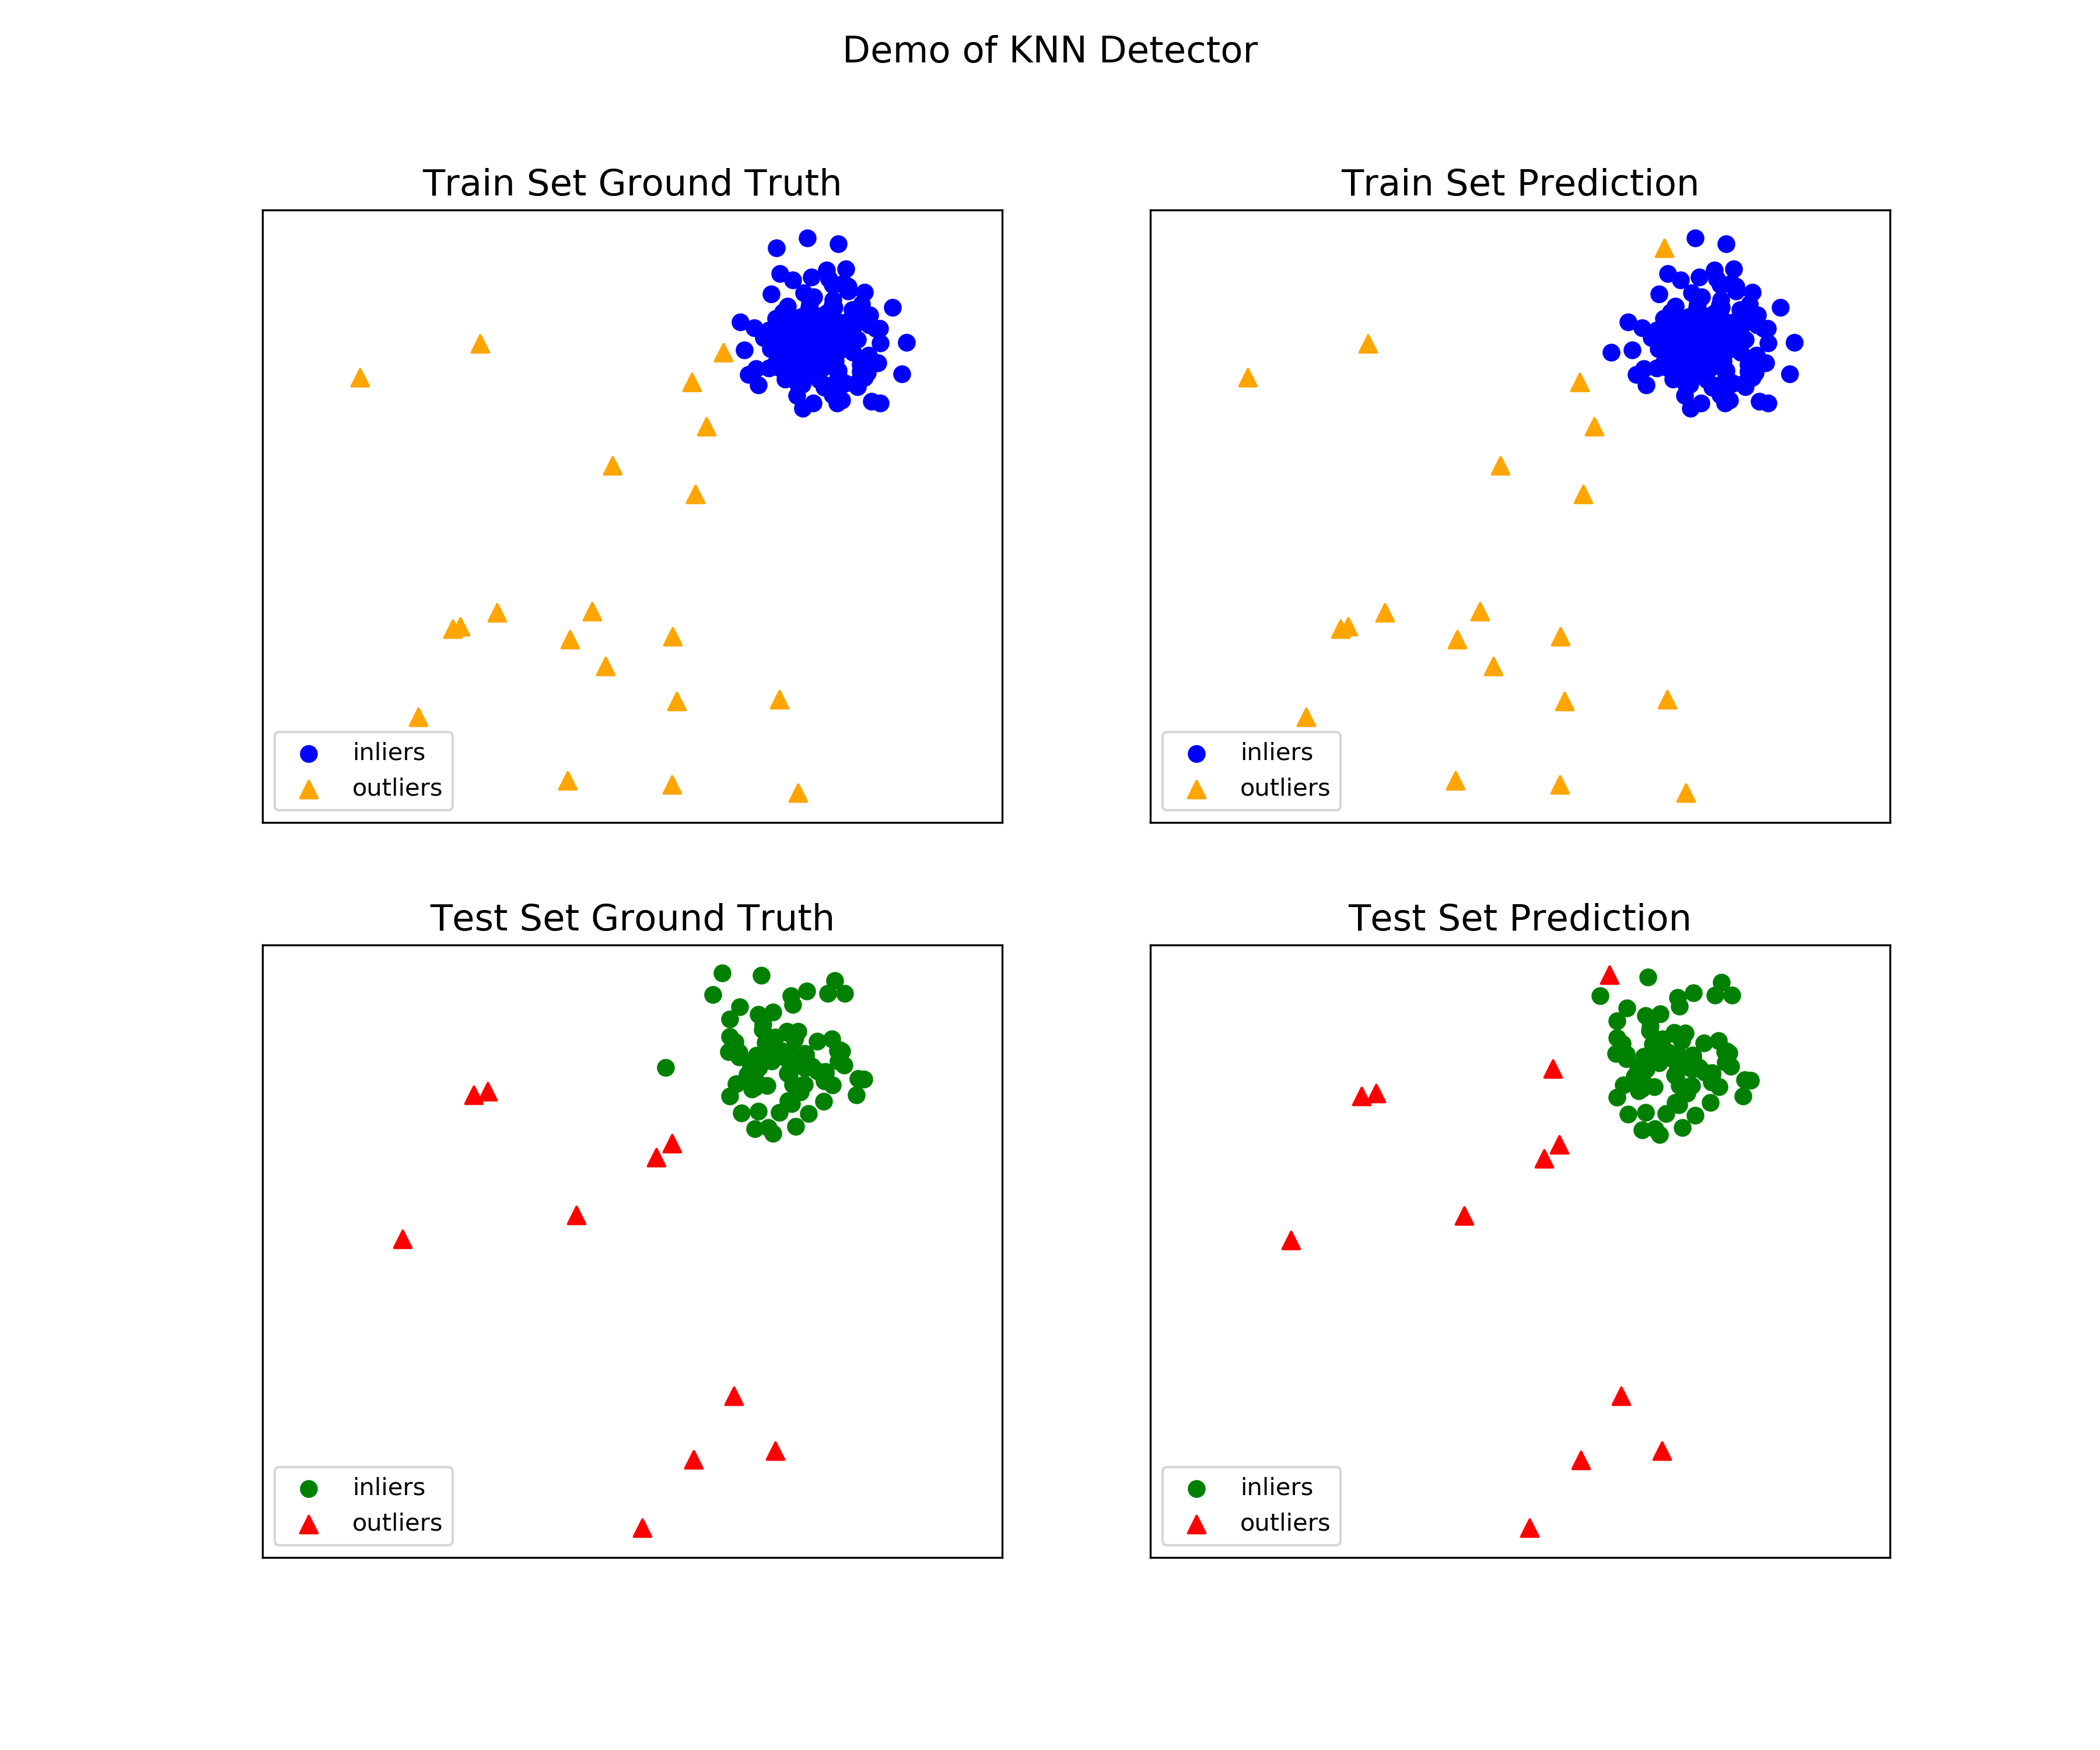 Demo of KNN Detector
Train Set Ground Truth
inliers
outliers
Train Set Prediction
inliers
outliers
Test Set Ground Truth
inliers
outliers
Test Set Prediction
inliers
outliers